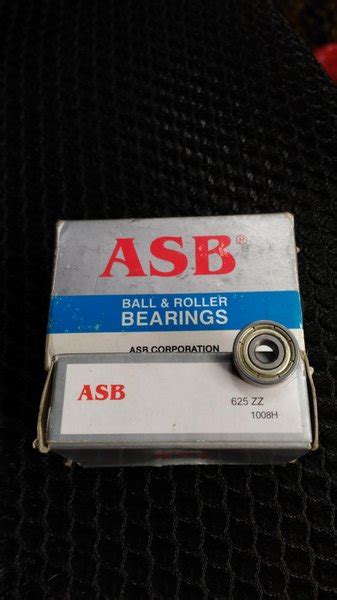 ASB®
BALL & ROLLER
BEARINGS
ASB CORPORATION
ASB
625 ZZ
1008H